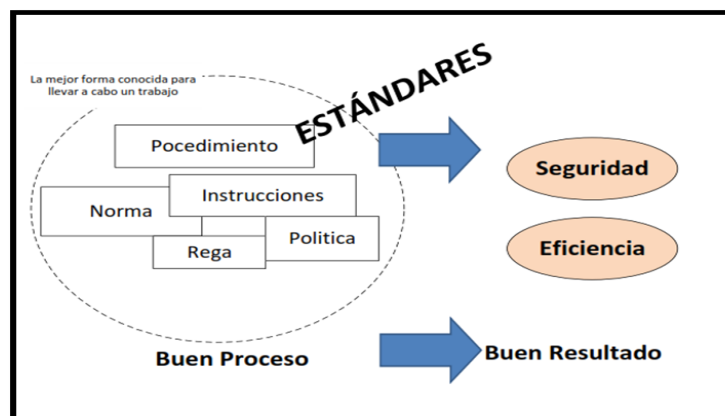 La mejor forma conocida para
llevar a cabo un trabajo
ESTÁNDARES
Pocedimiento
Instrucciones
Norma
Politica
Rega
Seguridad
Eficiencia
Buen Proceso
Buen Resultado